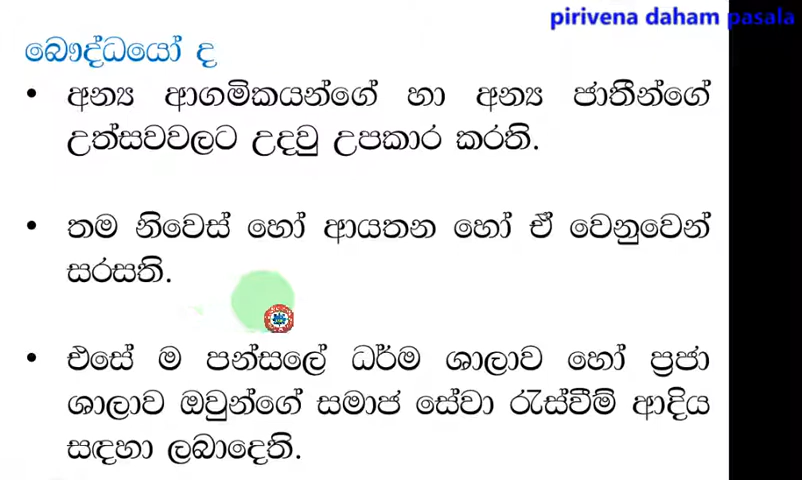 pirivena daham pasala
බෞද්ධයෝ ද
• අන්‍ය ආගමිකයන්ගේ හා අන්‍ය ජාතීන්ගේ
උත්සවවලට උදවු උපකාර කරති.
• තම නිවෙස් හෝ ආයතන හෝ ඒ වෙනුවෙන්
සරසති.
• එසේ ම පන්සලේ ධර්ම ශාලාව හෝ ප්‍රජා
ශාලාව ඔවුන්ගේ සමාජ සේවා රැස්වීම් ආදිය
සඳහා ලබාදෙති.